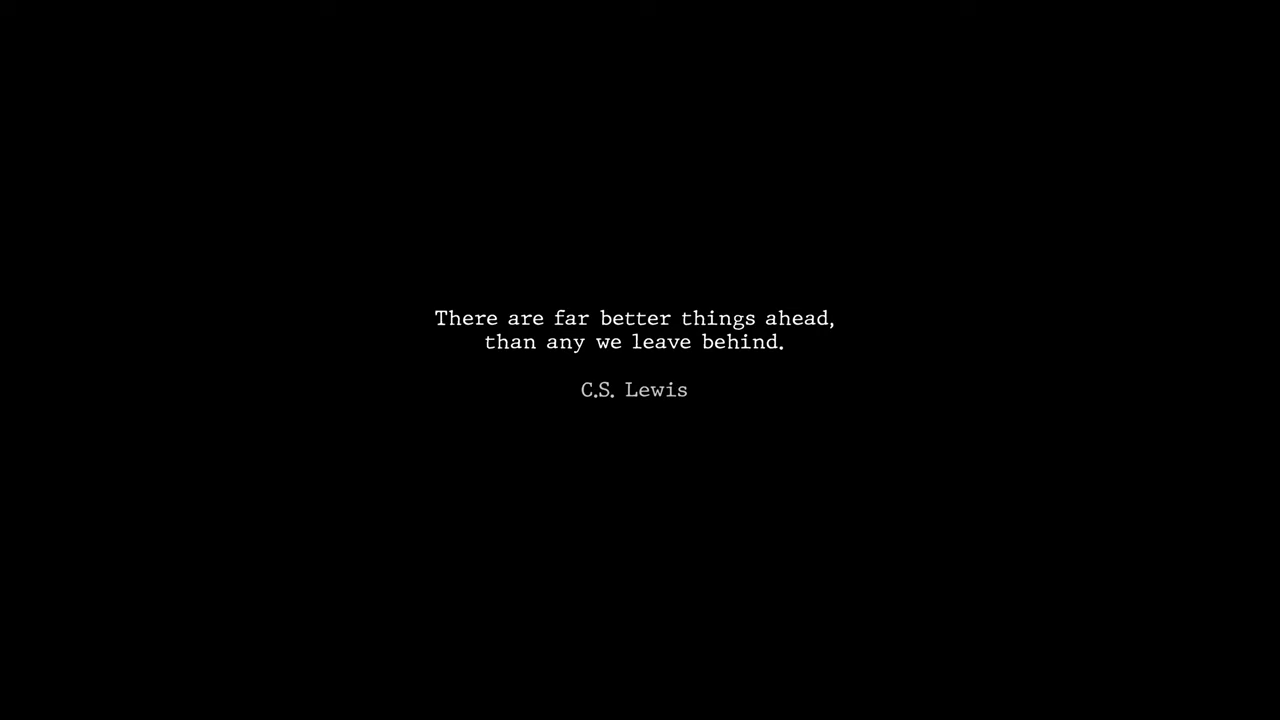 There are far better things ahead,
than any we leave behind.
C.S. Lewis